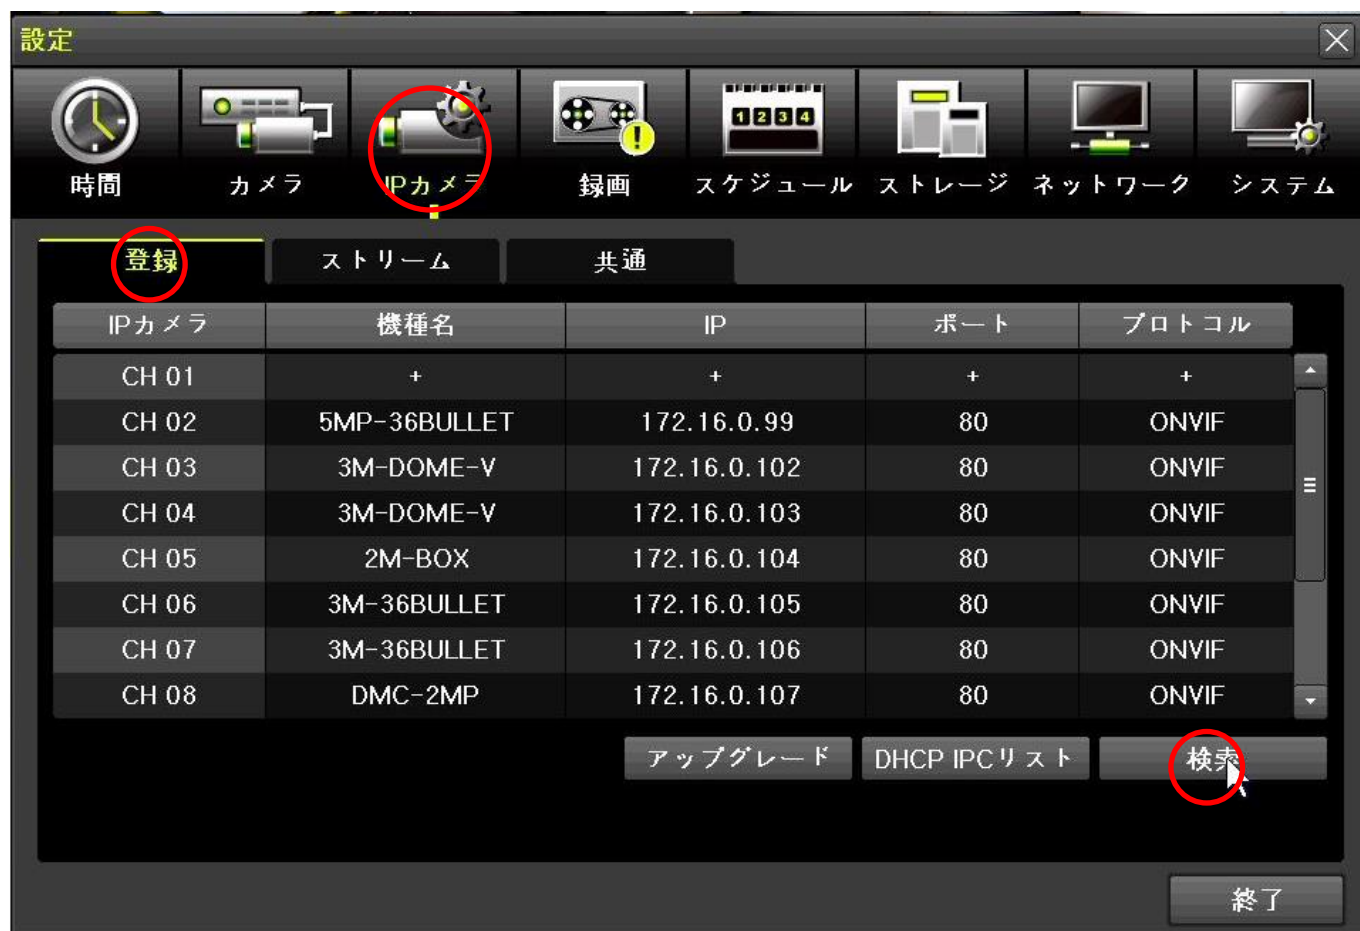 設定
時間 カメラ IPカメラ 録画 スケジュール ストレージ ネットワーク システム
1 2 3 4
登録 ストリーム 共通
IPカメラ 機種名 IP ポート プロトコル
CH 01 + + + +
CH 02 5MP-36BULLET 172.16.0.99 80 ONVIF
CH 03 3M-DOME-V 172.16.0.102 80 ONVIF
CH 04 3M-DOME-V 172.16.0.103 80 ONVIF
CH 05 2M-BOX 172.16.0.104 80 ONVIF
CH 06 3M-36BULLET 172.16.0.105 80 ONVIF
CH 07 3M-36BULLET 172.16.0.106 80 ONVIF
CH 08 DMC-2MP 172.16.0.107 80 ONVIF
アップグレード DHCP IPCリスト 検索
終了